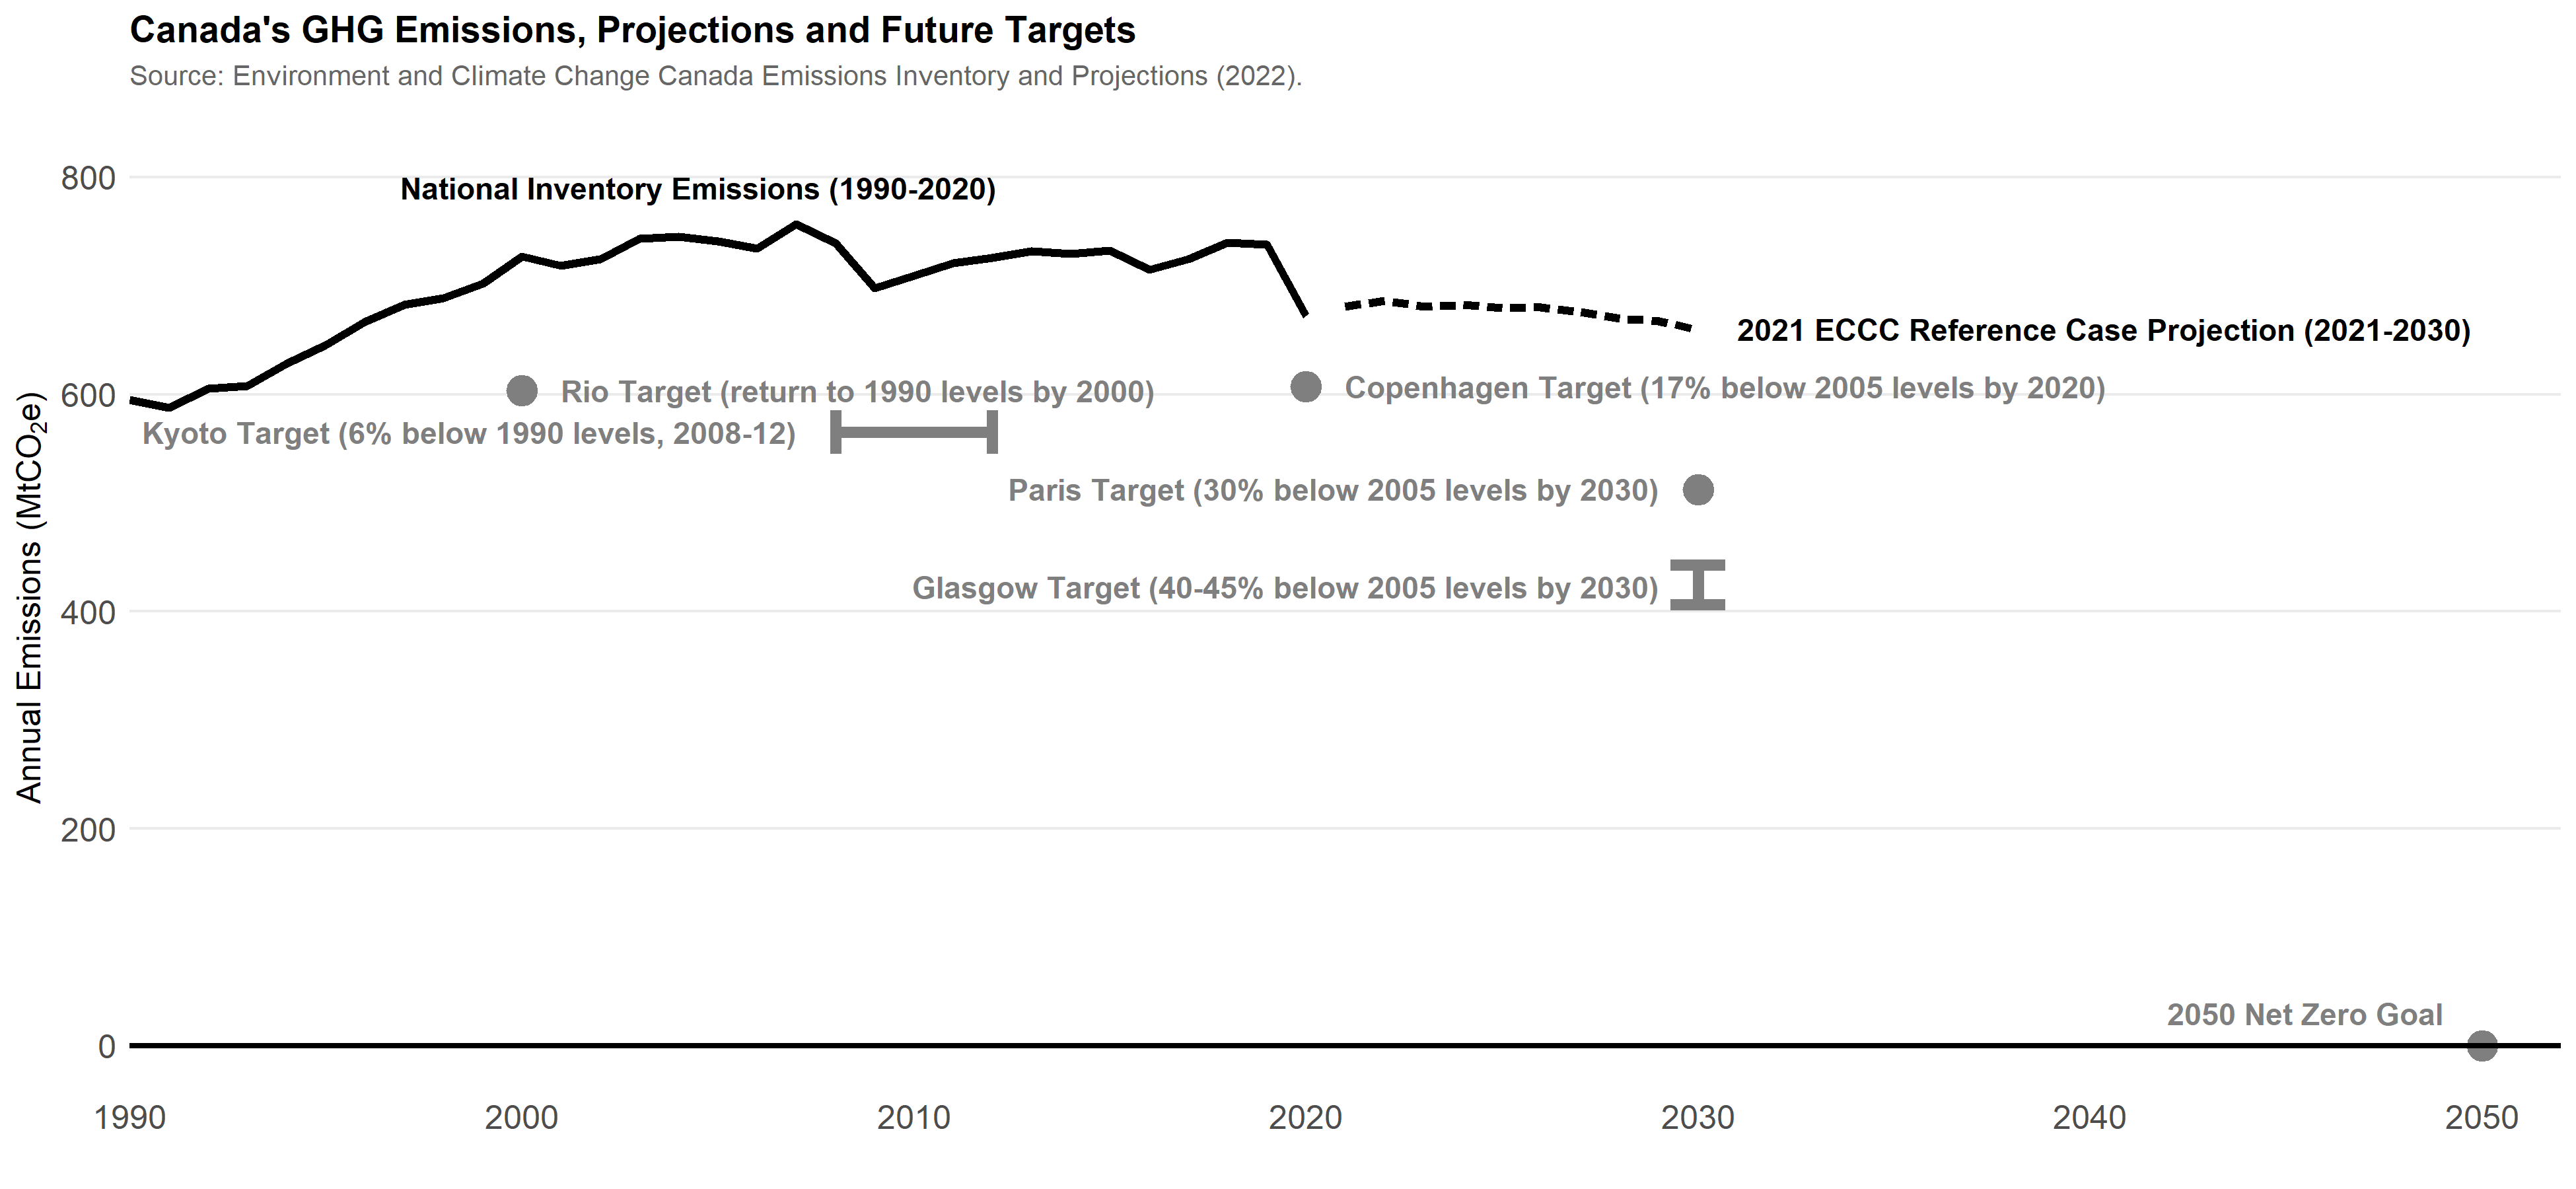 Canada's GHG Emissions, Projections and Future Targets
Source: Environment and Climate Change Canada Emissions Inventory and Projections (2022).
Annual Emissions (MtCO₂e)
800
National Inventory Emissions (1990-2020)
2021 ECCC Reference Case Projection (2021-2030)
600
Rio Target (return to 1990 levels by 2000)
Copenhagen Target (17% below 2005 levels by 2020)
Kyoto Target (6% below 1990 levels, 2008-12)
Paris Target (30% below 2005 levels by 2030)
Glasgow Target (40-45% below 2005 levels by 2030)
400
200
2050 Net Zero Goal
0
1990 2000 2010 2020 2030 2040 2050